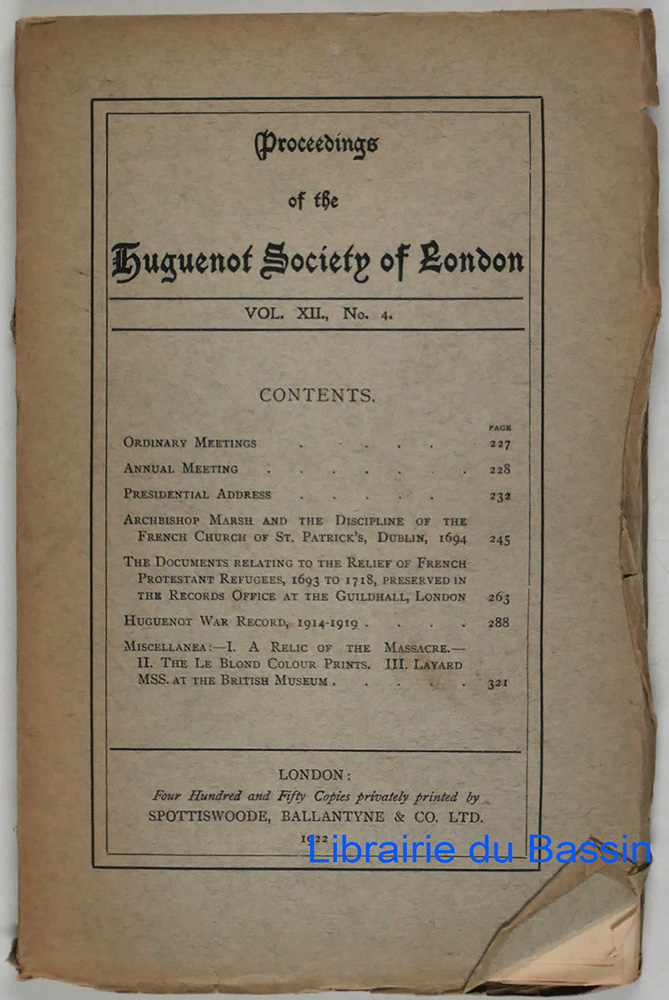 Proceedings
of the
Huguenot Society of London
VOL. XII., No. 4.
CONTENTS.
PAGE
ORDINARY MEETINGS . . . . . 227
ANNUAL MEETING . . . . . . 228
PRESIDENTIAL ADDRESS . . . . . 232
ARCHBISHOP MARSH AND THE DISCIPLINE OF THE
FRENCH CHURCH OF ST. PATRICK'S, DUBLIN, 1694 245
THE DOCUMENTS RELATING TO THE RELIEF OF FRENCH
PROTESTANT REFUGEES, 1693 TO 1718, PRESERVED IN
THE RECORDS OFFICE AT THE GUILDHALL, LONDON 263
HUGUENOT WAR RECORD, 1914-1919 . . . . 288
MISCELLANEA:—I. A RELIC OF THE MASSACRE.—
II. THE LE BLOND COLOUR PRINTS. III. LAYARD
MSS. AT THE BRITISH MUSEUM . . . . . 321
LONDON:
Four Hundred and Fifty Copies privately printed by
SPOTTISWOODE, BALLANTYNE & CO. LTD.
1922
Librairie du Bassin